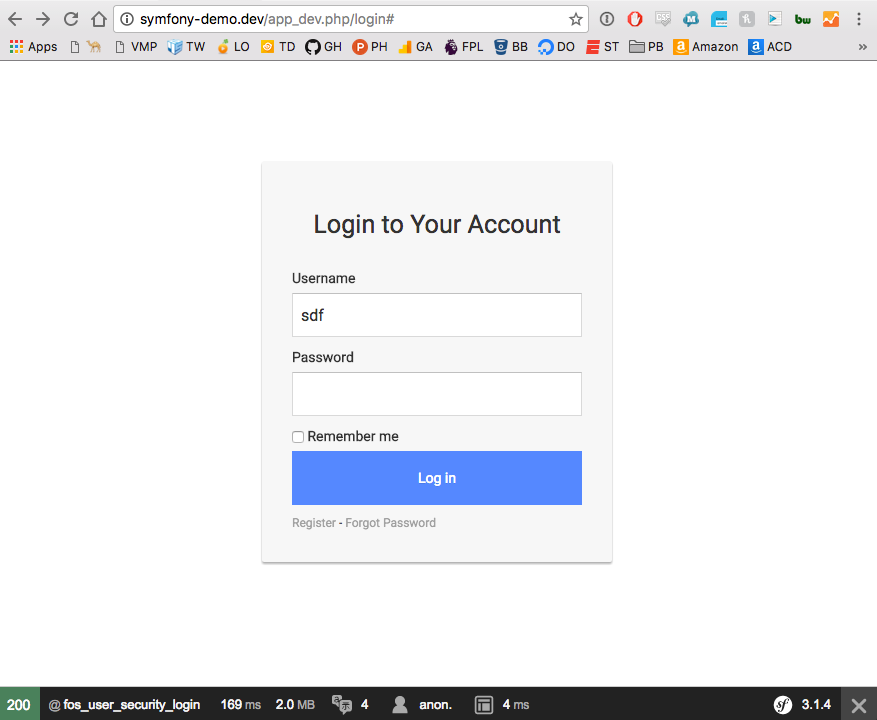 symfony-demo.dev/app_dev.php/login#
Apps VMP TW LO TD GH PH GA FPL BB DO ST PB Amazon ACD »
Login to Your Account
Username
sdf
Password
Remember me
Log in
Register - Forgot Password
200 @ fos_user_security_login 169 ms 2.0 MB 4 anon. 4 ms 3.1.4